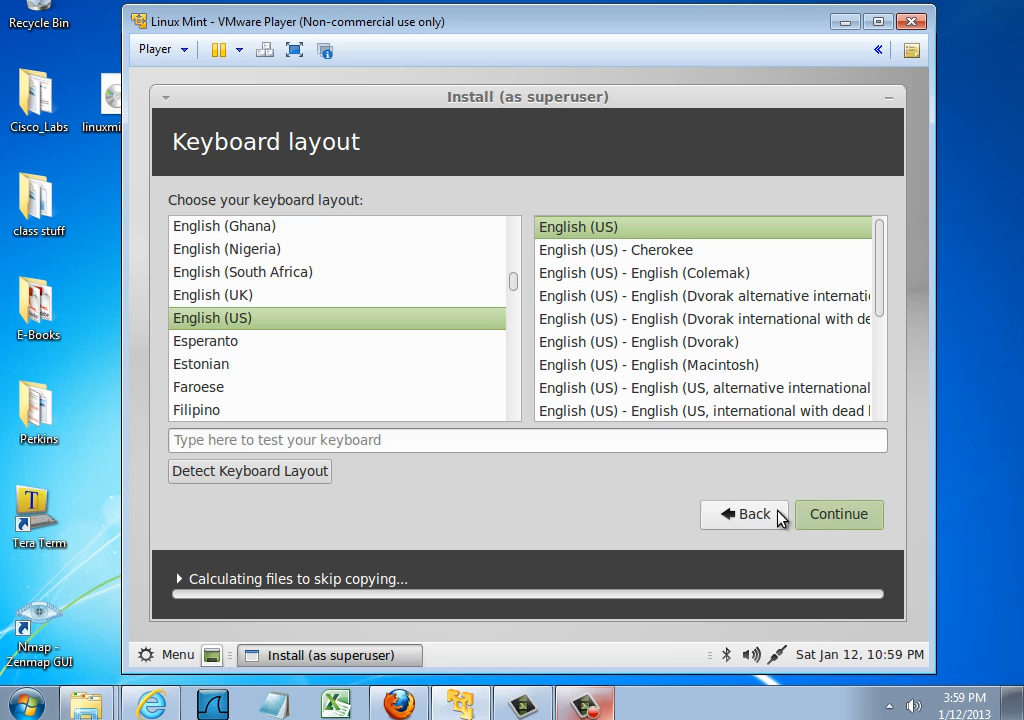 Recycle Bin
Cisco_Labs
linuxmi
class stuff
E-Books
Perkins
T
Tera Term
Nmap -
Zenmap GUI
Linux Mint - VMware Player (Non-commercial use only)
Player
Install (as superuser)
Keyboard layout
Choose your keyboard layout:
English (Ghana)
English (Nigeria)
English (South Africa)
English (UK)
English (US)
Esperanto
Estonian
Faroese
Filipino
English (US)
English (US) - Cherokee
English (US) - English (Colemak)
English (US) - English (Dvorak alternative internati
English (US) - English (Dvorak international with de
English (US) - English (Dvorak)
English (US) - English (Macintosh)
English (US) - English (US, alternative international
English (US) - English (US, international with dead
Type here to test your keyboard
Detect Keyboard Layout
Back
Continue
Calculating files to skip copying...
Menu
Install (as superuser)
Sat Jan 12, 10:59 PM
3:59 PM
1/12/2013